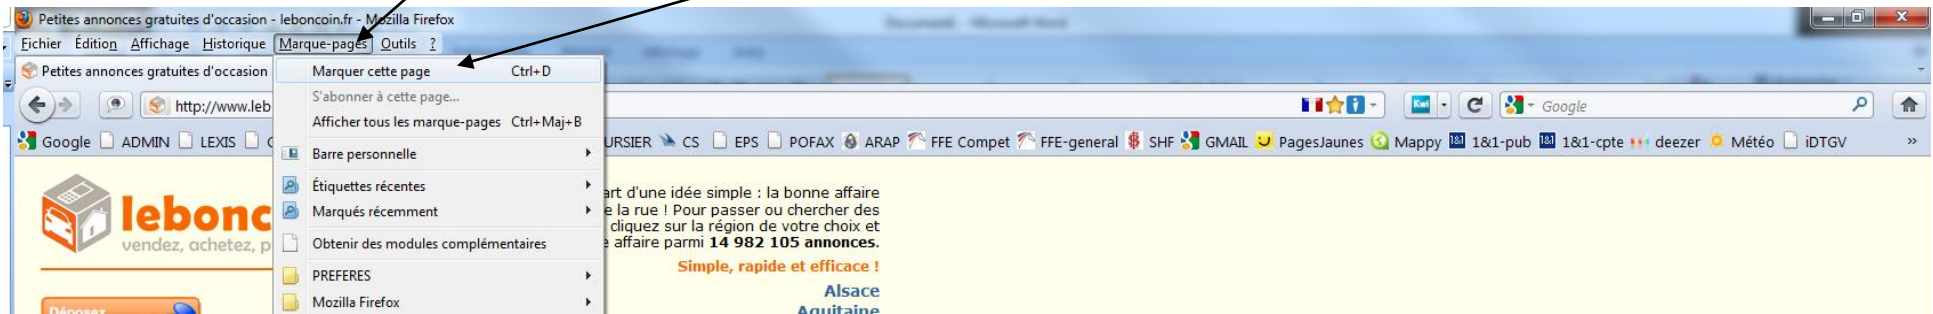 Petites annonces gratuites d'occasion - leboncoin.fr - Mozilla Firefox
Fichier Édition Affichage Historique Marque-pages Outils ?
Petites annonces gratuites d'occasion
Marquer cette page Ctrl+D
S'abonner à cette page...
Afficher tous les marque-pages Ctrl+Maj+B
Barre personnelle
Étiquettes récentes
Marqués récemment
Obtenir des modules complémentaires
PREFERES
Mozilla Firefox
http://www.leb
Google
Google ADMIN LEXIS
URSIER CS EPS POFAX ARAP FFE Compet FFE-general SHF GMAIL PagesJaunes Mappy 1&1-pub 1&1-cpte deezer Météo iDTGV »
lebonc
vendez, achetez, p
art d'une idée simple : la bonne affaire
e la rue ! Pour passer ou chercher des
cliquez sur la région de votre choix et
e affaire parmi 14 982 105 annonces.
Simple, rapide et efficace !
Alsace
Aquitaine
Déposez